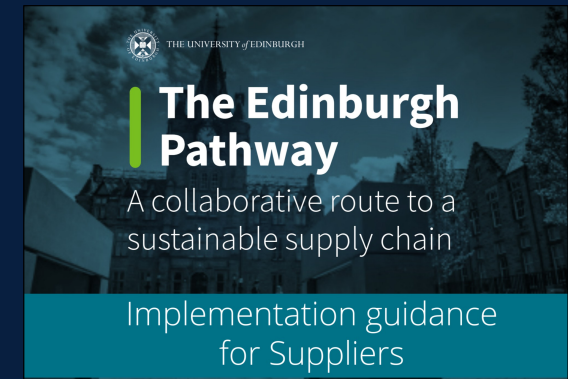 THE UNIVERSITY of EDINBURGH
The Edinburgh
Pathway
A collaborative route to a
sustainable supply chain
Implementation guidance
for Suppliers